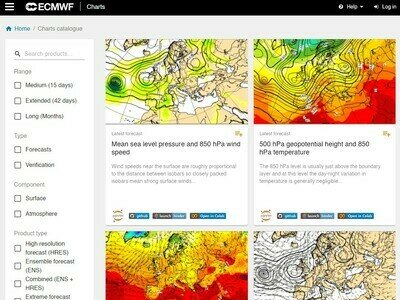 ECMWF Charts Help Log in
Home / Charts catalogue
Search products...
Range
Medium (15 days)
Extended (42 days)
Long (Months)
Type
Forecasts
Verification
Component
Surface
Atmosphere
Product type
High resolution
forecast (HRES)
Ensemble forecast
(ENS)
Combined (ENS +
HRES)
Extreme forecast
Latest forecast
Mean sea level pressure and 850 hPa wind
speed
Wind speeds near the surface are roughly proportional
to the distance between isobars so closely packed
isobars mean strong surface winds...
github launch binder Open in Colab
Latest forecast
500 hPa geopotential height and 850
hPa temperature
The 850 hPa level is usually just above the boundary
layer and at this level the day-night variation in
temperature is generally negligible...
github launch binder Open in Colab